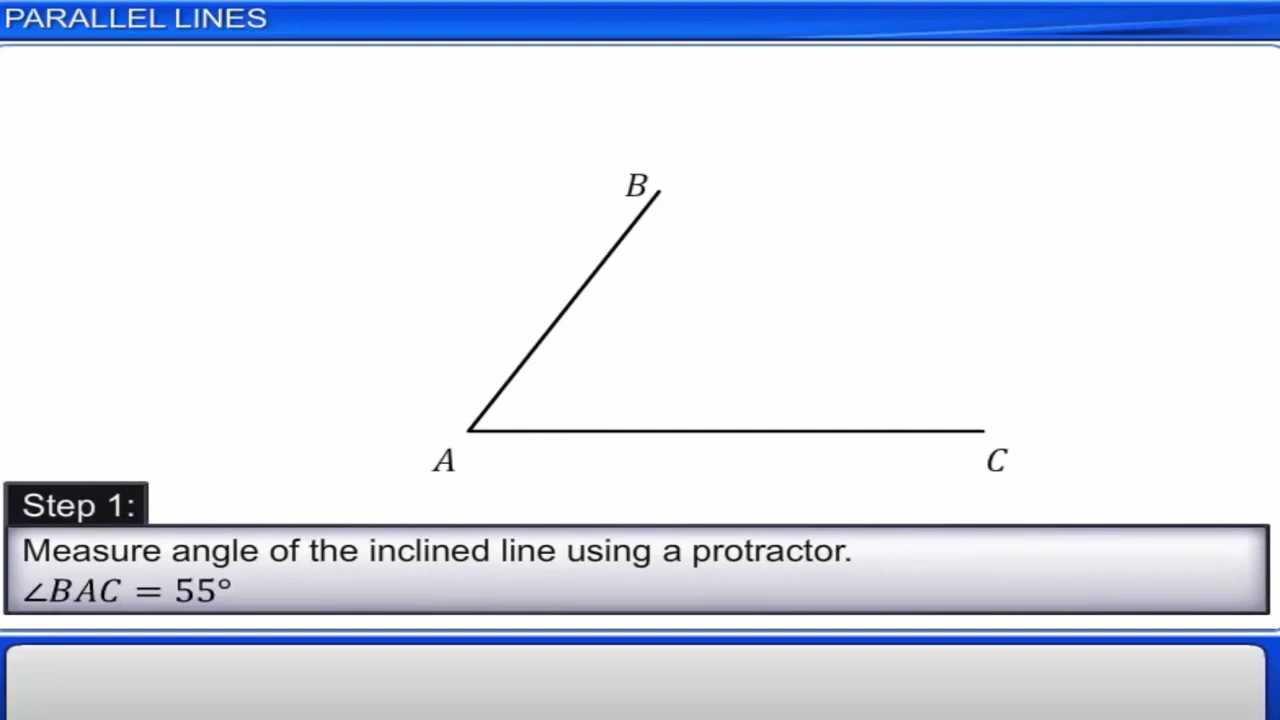 PARALLEL LINES
B
A
C
Step 1:
Measure angle of the inclined line using a protractor.
∠BAC = 55°